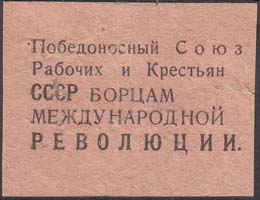 Победоносный Союз
Рабочих и Крестьян
СССР БОРЦАМ
МЕЖДУНАРОДНОЙ
РЕВОЛЮЦИИ.